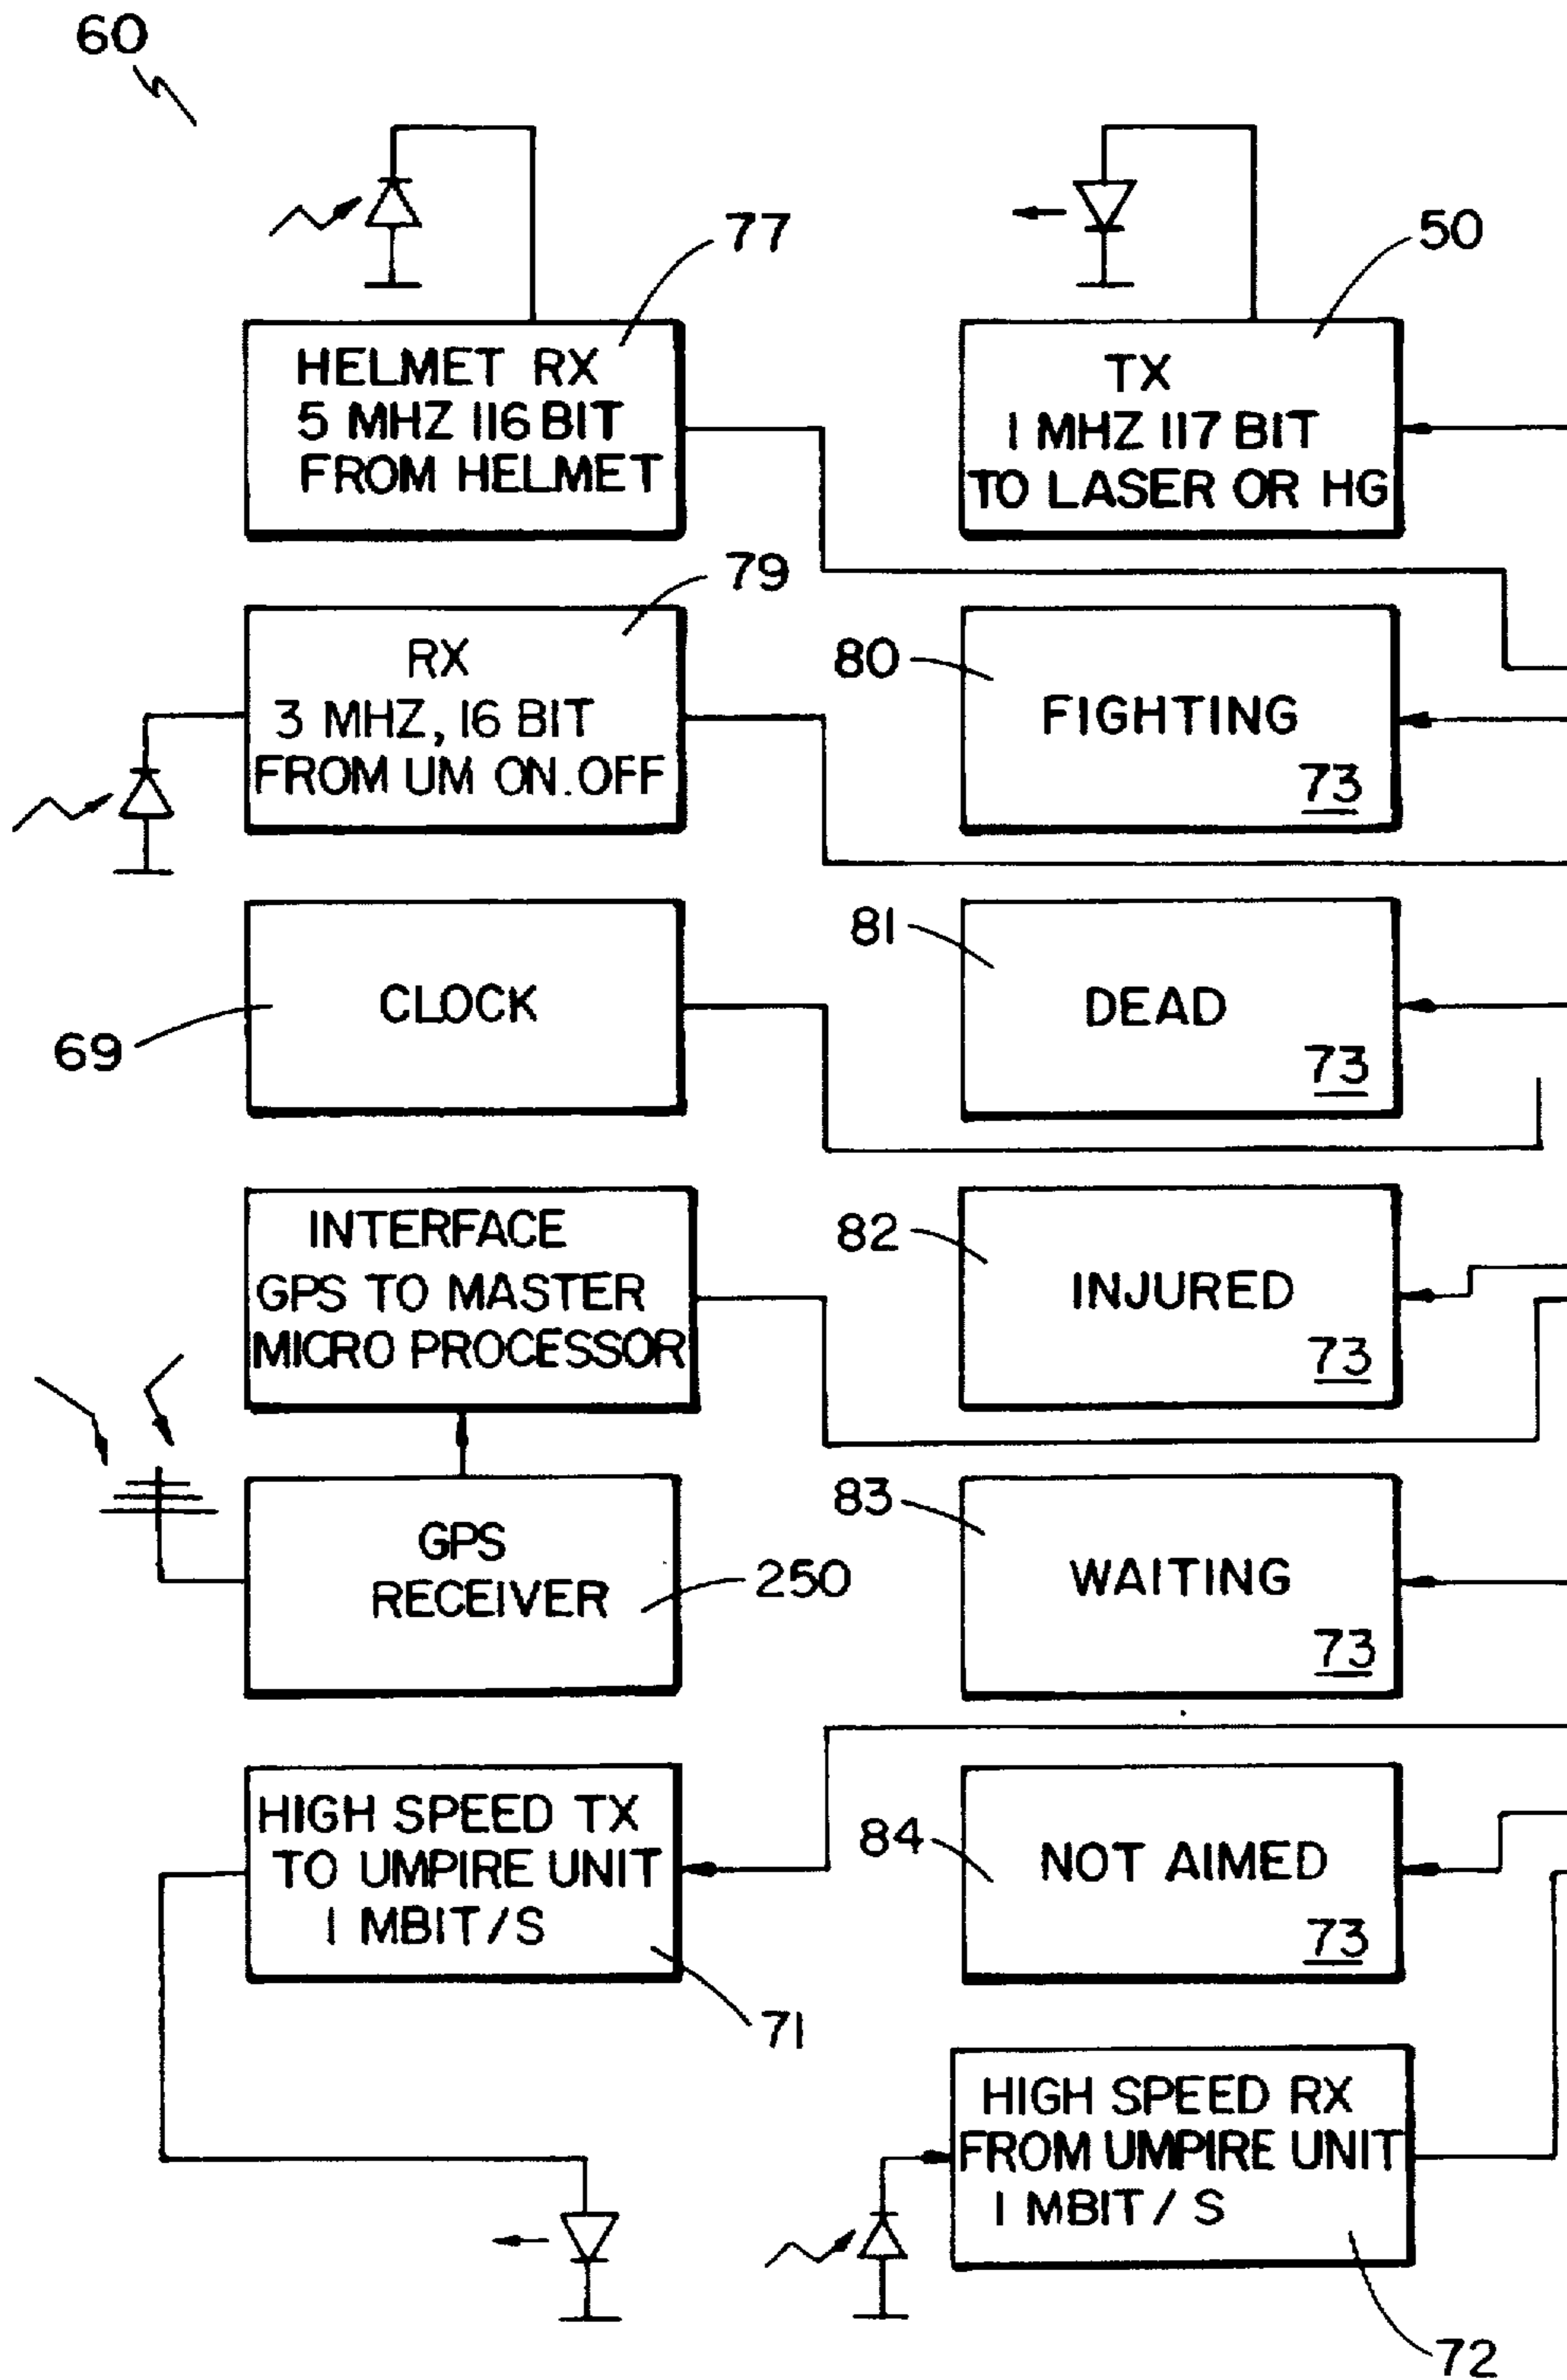 60
77
50
HELMET RX
5 MHZ 116 BIT
FROM HELMET
TX
1 MHZ 117 BIT
TO LASER OR HG
79
RX
3 MHZ, 16 BIT
FROM UM ON.OFF
80
FIGHTING
73
CLOCK
69
81
DEAD
73
INTERFACE
GPS TO MASTER
MICRO PROCESSOR
82
INJURED
73
GPS
RECEIVER
250
83
WAITING
73
HIGH SPEED TX
TO UMPIRE UNIT
1 MBIT/S
71
84
NOT AIMED
73
HIGH SPEED RX
FROM UMPIRE UNIT
1 MBIT / S
72